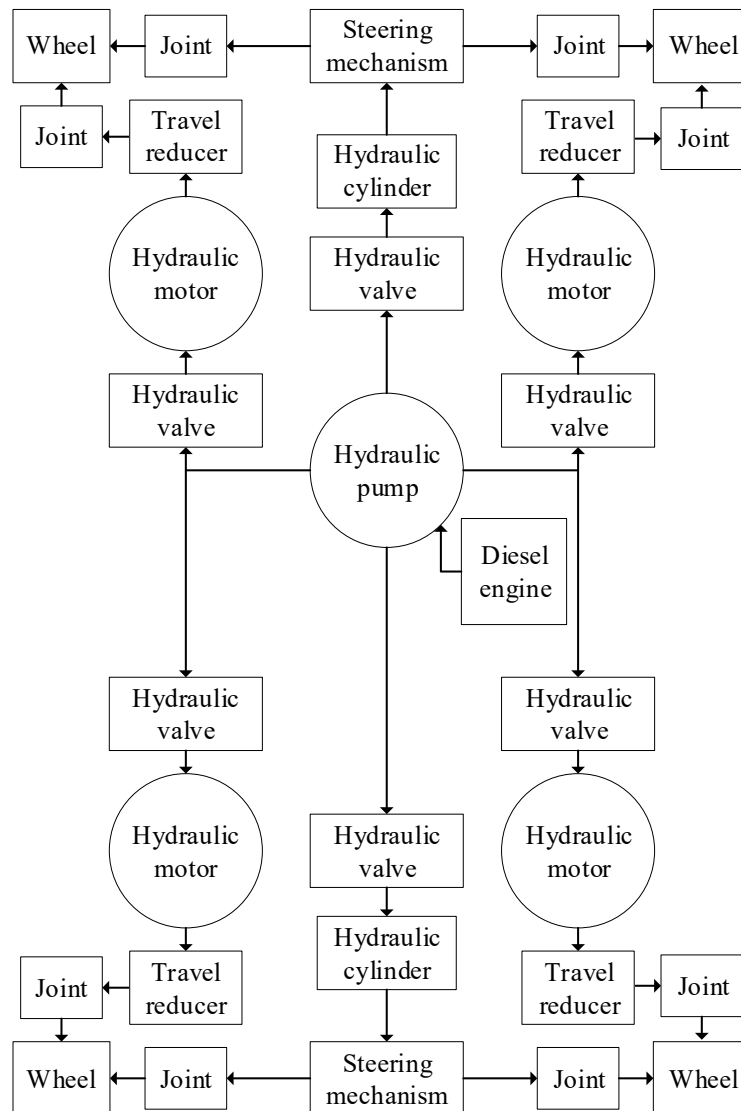 Wheel
Joint
Steering
mechanism
Joint
Wheel
Joint
Travel
reducer
Hydraulic
cylinder
Travel
reducer
Joint
Hydraulic
motor
Hydraulic
valve
Hydraulic
motor
Hydraulic
valve
Hydraulic
pump
Hydraulic
valve
Diesel
engine
Hydraulic
valve
Hydraulic
valve
Hydraulic
motor
Hydraulic
valve
Hydraulic
motor
Joint
Travel
reducer
Hydraulic
cylinder
Travel
reducer
Joint
Wheel
Joint
Steering
mechanism
Joint
Wheel